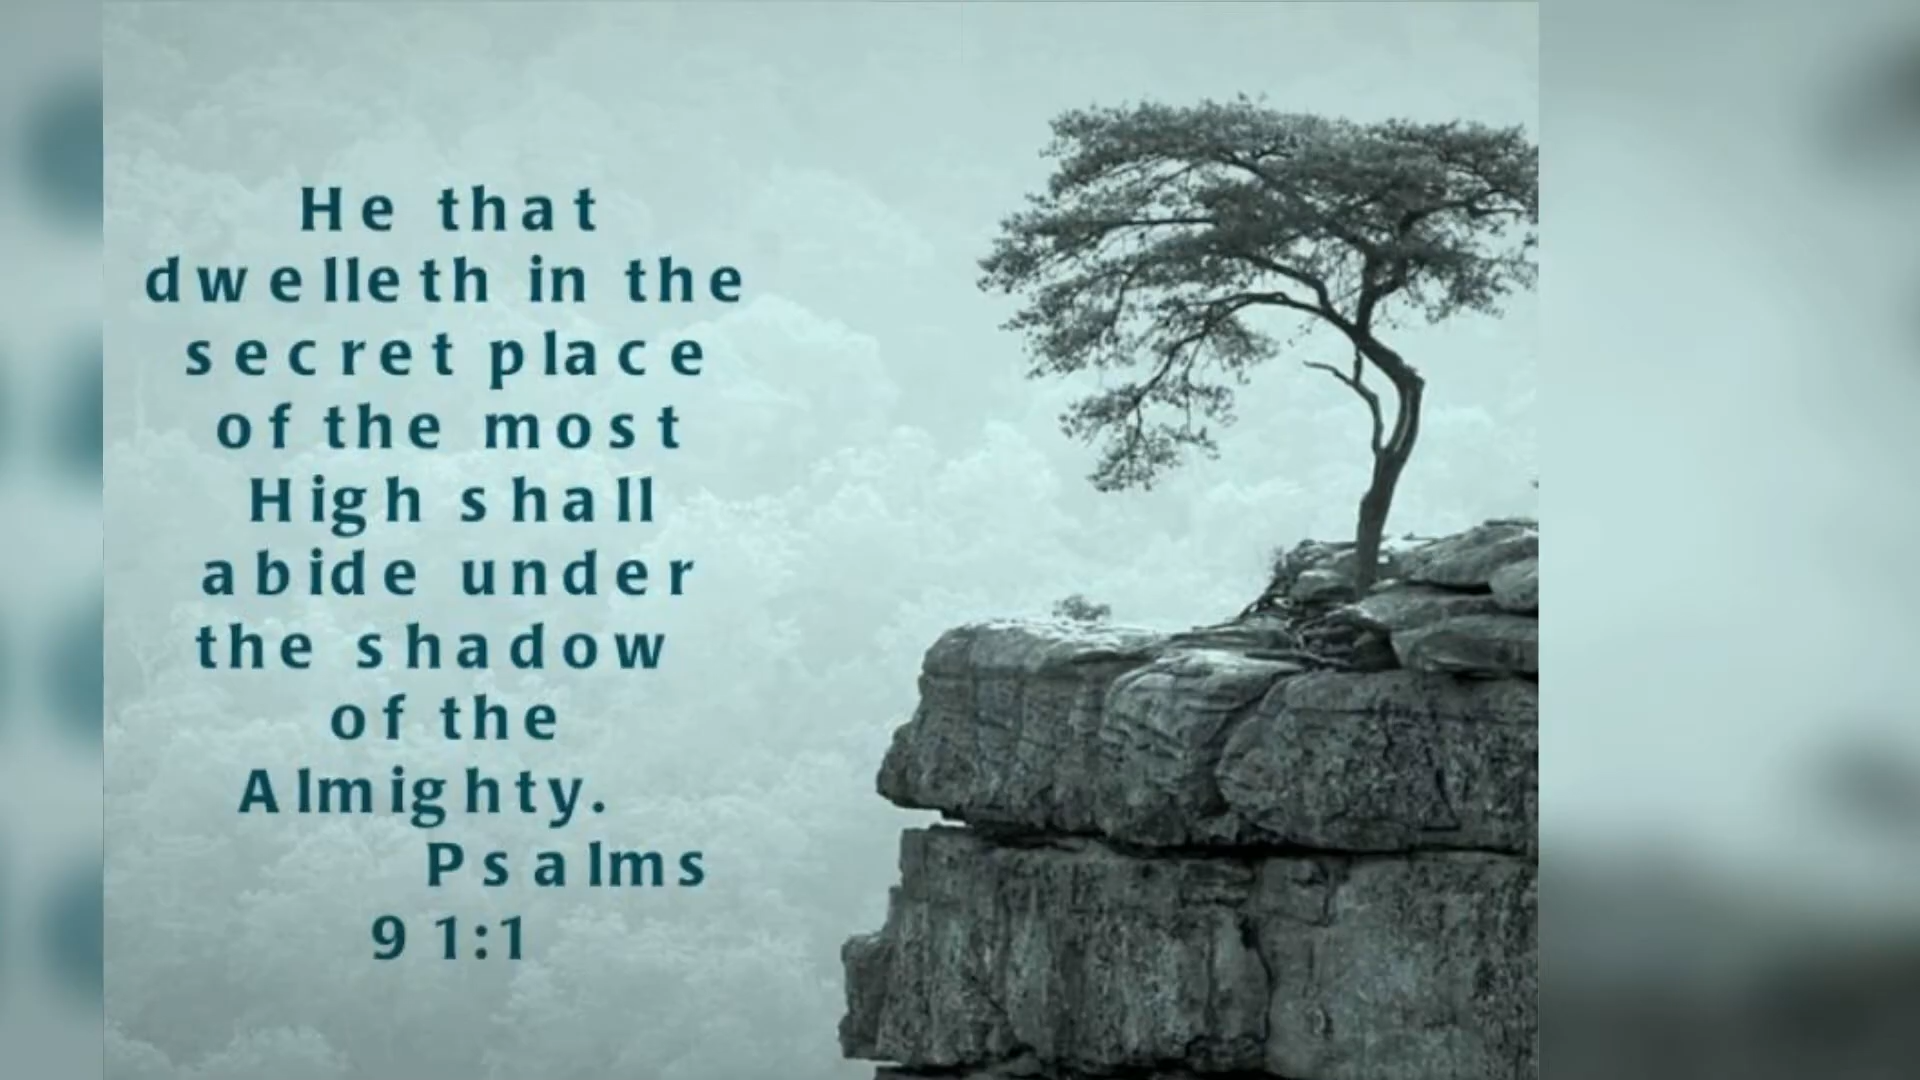 He that
dwelleth in the
secret place
of the most
High shall
abide under
the shadow
of the
Almighty.
Psalms
91:1